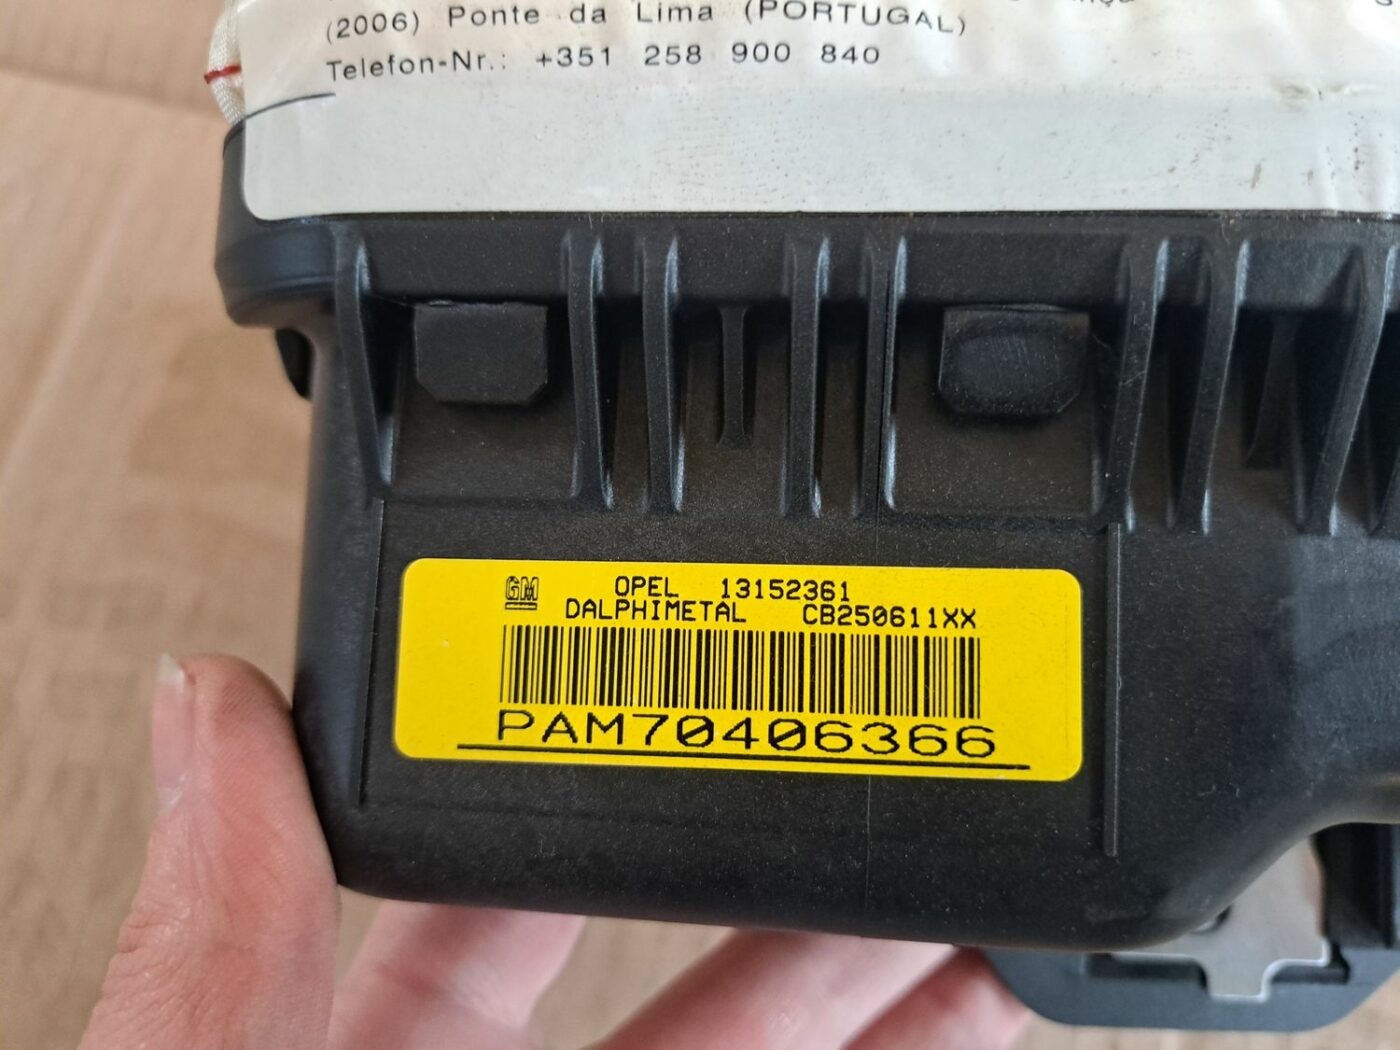 (2006) Ponte da Lima (PORTUGAL)
Telefon-Nr.: +351 258 900 840
GM OPEL 13152361
DALPHIMETAL CB250611XX
PAM70406366